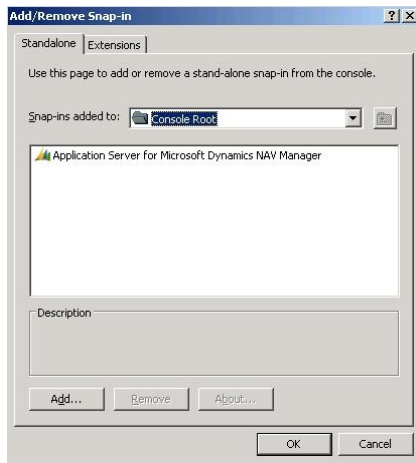 Add/Remove Snap-in
Standalone Extensions
Use this page to add or remove a stand-alone snap-in from the console.
Snap-ins added to: Console Root
Application Server for Microsoft Dynamics NAV Manager
Description
Add... Remove About...
OK Cancel